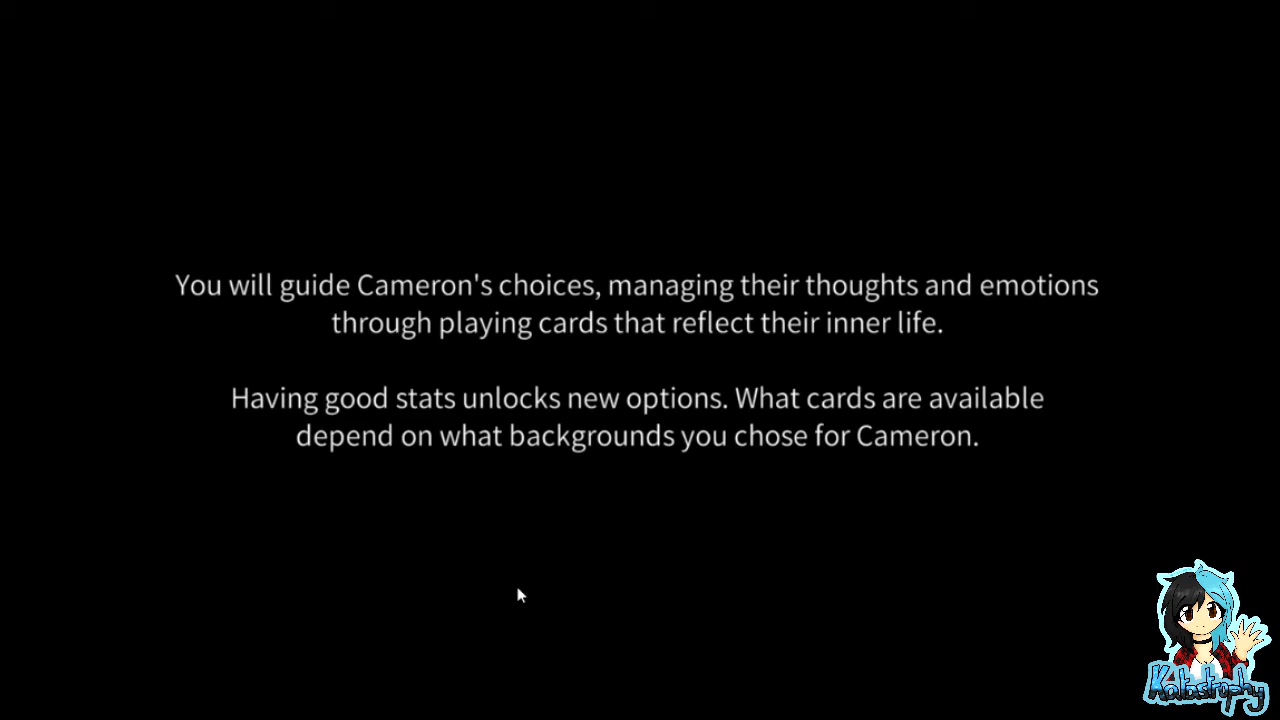 You will guide Cameron's choices, managing their thoughts and emotions
through playing cards that reflect their inner life.
Having good stats unlocks new options. What cards are available
depend on what backgrounds you chose for Cameron.
Katastrophy